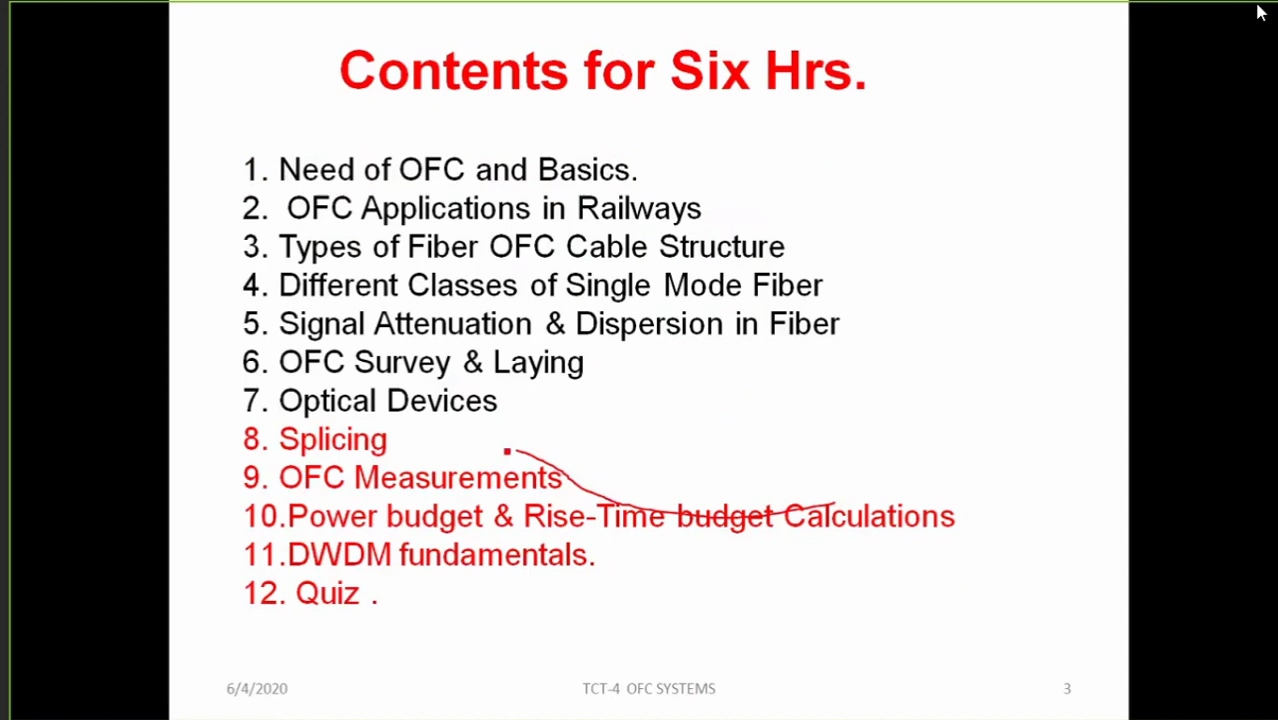 Contents for Six Hrs.
1. Need of OFC and Basics.
2. OFC Applications in Railways
3. Types of Fiber OFC Cable Structure
4. Different Classes of Single Mode Fiber
5. Signal Attenuation & Dispersion in Fiber
6. OFC Survey & Laying
7. Optical Devices
8. Splicing
9. OFC Measurements
10.Power budget & Rise-Time budget Calculations
11.DWDM fundamentals.
12. Quiz .
6/4/2020 TCT-4 OFC SYSTEMS 3